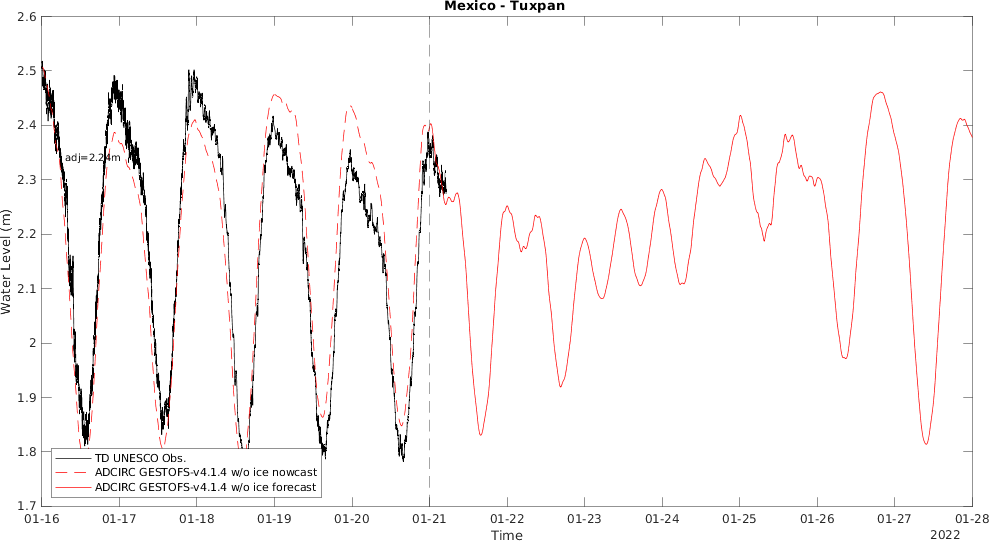 Mexico - Tuxpan
2.6
2.5
2.4
2.3
2.2
2.1
2
1.9
1.8
1.7
Water Level (m)
adj=2.24m
TD UNESCO Obs.
ADCIRC GESTOFS-v4.1.4 w/o ice nowcast
ADCIRC GESTOFS-v4.1.4 w/o ice forecast
01-16 01-17 01-18 01-19 01-20 01-21 01-22 01-23 01-24 01-25 01-26 01-27 01-28
Time
2022